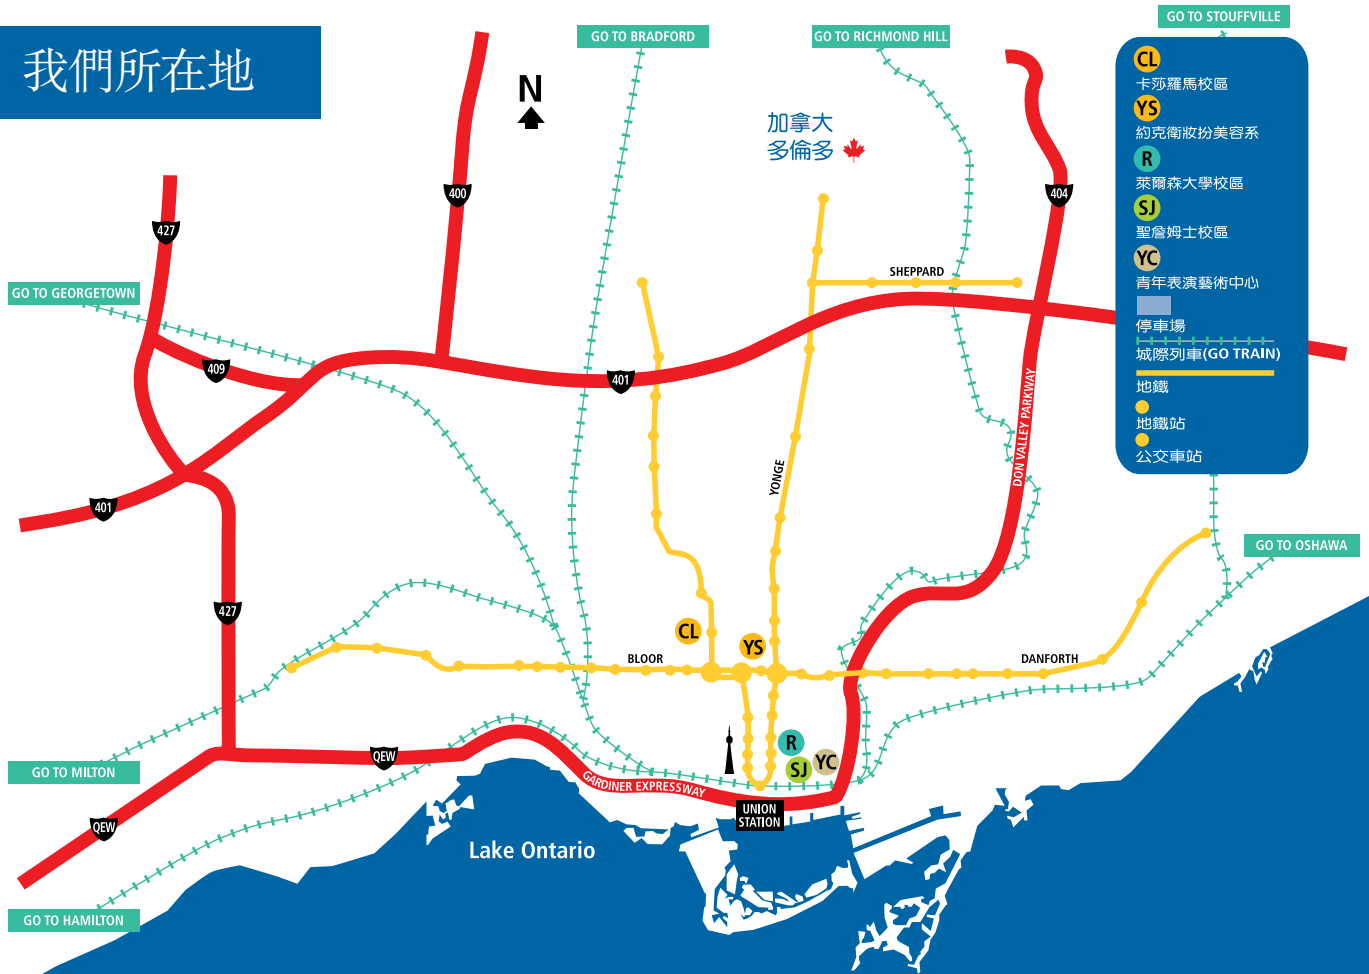 GO TO STOUFFVILLE
GO TO BRADFORD
GO TO RICHMOND HILL
我們所在地
N
加拿大
多倫多
CL
卡莎羅馬校區
YS
約克衛妝扮美容系
R
萊爾森大學校區
SJ
聖詹姆士校區
YC
青年表演藝術中心
停車場
城際列車(GO TRAIN)
地鐵
地鐵站
公交車站
400
404
427
SHEPPARD
GO TO GEORGETOWN
409
401
DON VALLEY PARKWAY
YONGE
401
GO TO OSHAWA
427
CL
YS
BLOOR
DANFORTH
R
SJ
YC
QEW
GO TO MILTON
GARDINER EXPRESSWAY
UNION
STATION
QEW
Lake Ontario
GO TO HAMILTON